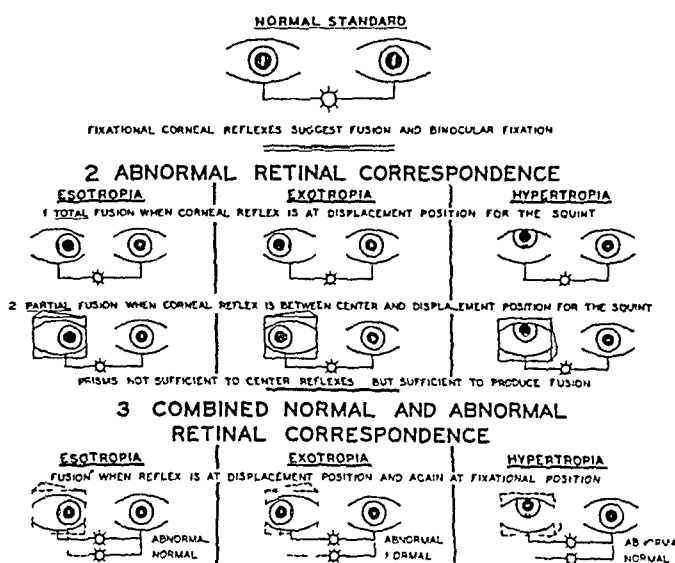 NORMAL STANDARD
FIXATIONAL CORNEAL REFLEXES SUGGEST FUSION AND BINOCULAR FIXATION
2 ABNORMAL RETINAL CORRESPONDENCE
ESOTROPIA EXOTROPIA HYPERTROPIA
1 TOTAL FUSION WHEN CORNEAL REFLEX IS AT DISPLACEMENT POSITION FOR THE SQUINT
2 PARTIAL FUSION WHEN CORNEAL REFLEX IS BETWEEN CENTER AND DISPLACEMENT POSITION FOR THE SQUINT
PRISMS NOT SUFFICIENT TO CENTER REFLEXES BUT SUFFICIENT TO PRODUCE FUSION
3 COMBINED NORMAL AND ABNORMAL
RETINAL CORRESPONDENCE
ESOTROPIA EXOTROPIA HYPERTROPIA
FUSION WHEN REFLEX IS AT DISPLACEMENT POSITION AND AGAIN AT FIXATIONAL POSITION
ABNORMAL ABNORMAL
NORMAL NORMAL